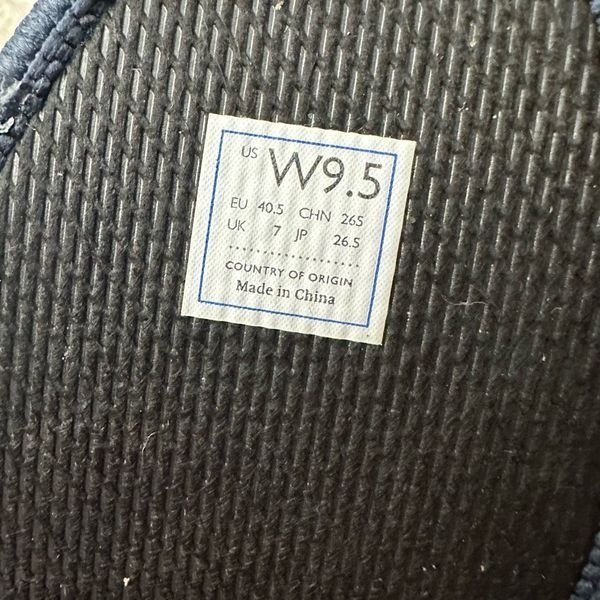 US W9.5
EU 40.5 CHN 265
UK 7 JP 26.5
COUNTRY OF ORIGIN
Made in China